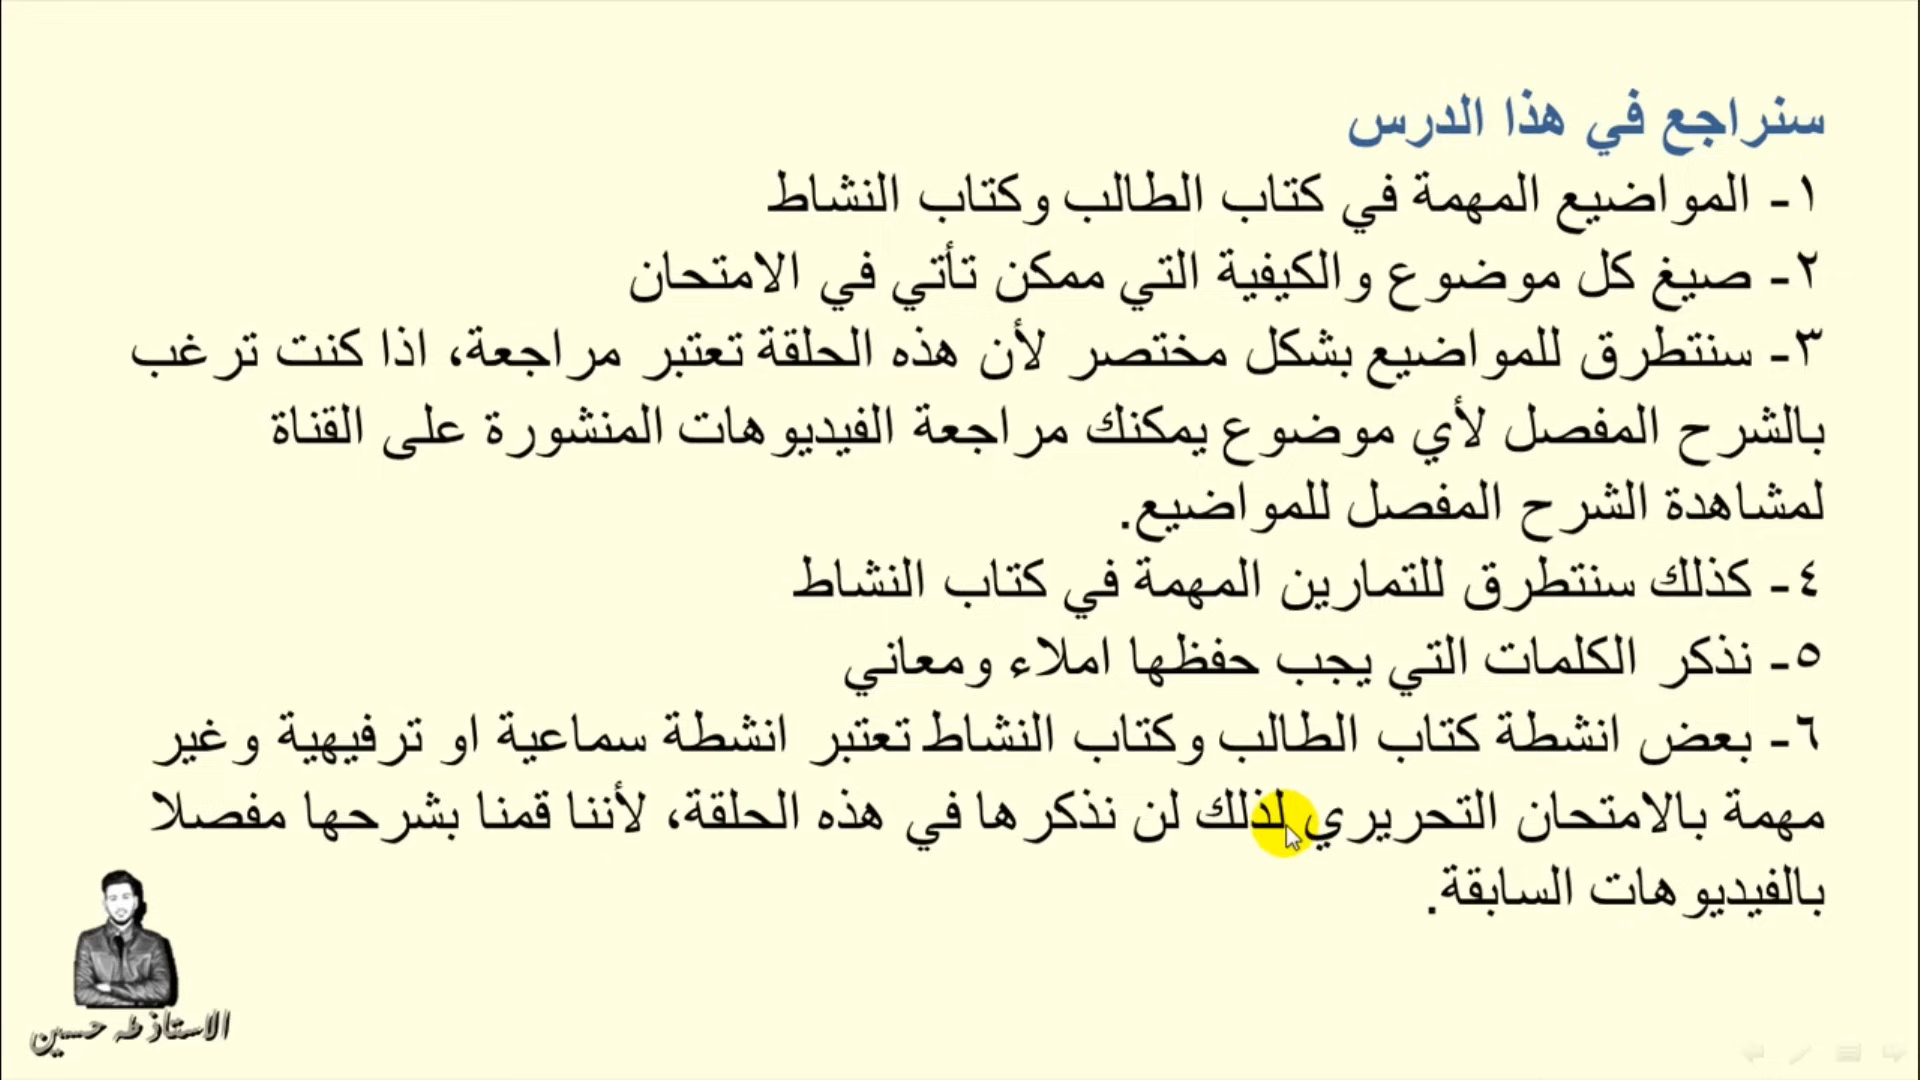 سنراجع في هذا الدرس
١- المواضيع المهمة في كتاب الطالب وكتاب النشاط
٢- صيغ كل موضوع والكيفية التي ممكن تأتي في الامتحان
٣- سنتطرق للمواضيع بشكل مختصر لأن هذه الحلقة تعتبر مراجعة، اذا كنت ترغب
بالشرح المفصل لأي موضوع يمكنك مراجعة الفيديوهات المنشورة على القناة
لمشاهدة الشرح المفصل للمواضيع.
٤- كذلك سنتطرق للتمارين المهمة في كتاب النشاط
٥- نذكر الكلمات التي يجب حفظها املاء ومعاني
٦- بعض انشطة كتاب الطالب وكتاب النشاط تعتبر انشطة سماعية او ترفيهية وغير
مهمة بالامتحان التحريري لذلك لن نذكرها في هذه الحلقة، لأننا قمنا بشرحها مفصلا
بالفيديوهات السابقة.
الاستاذ طه حسين